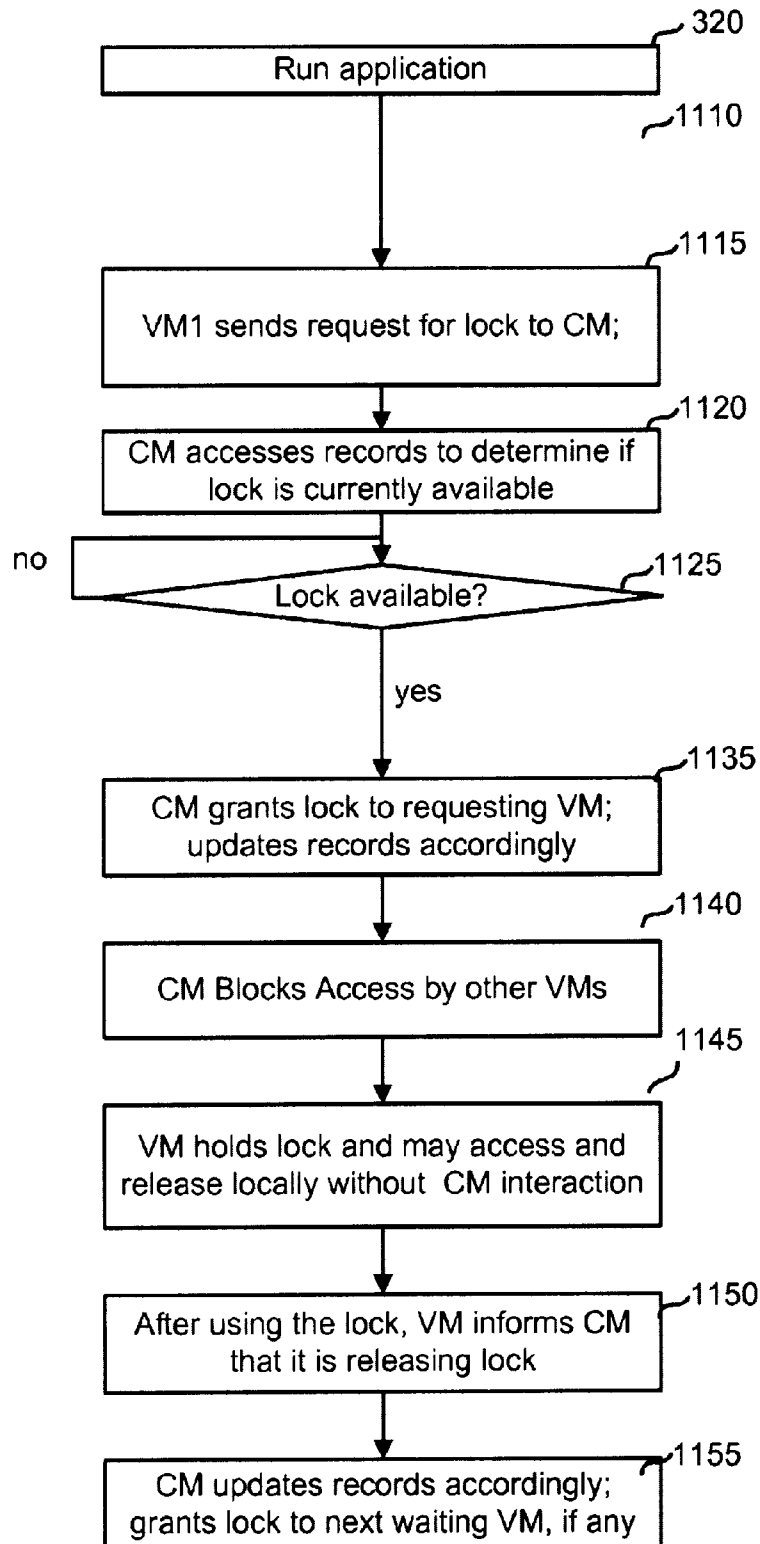 320
Run application
1110
1115
VM1 sends request for lock to CM;
1120
CM accesses records to determine if
lock is currently available
no
1125
Lock available?
yes
1135
CM grants lock to requesting VM;
updates records accordingly
1140
CM Blocks Access by other VMs
1145
VM holds lock and may access and
release locally without CM interaction
1150
After using the lock, VM informs CM
that it is releasing lock
1155
CM updates records accordingly;
grants lock to next waiting VM, if any